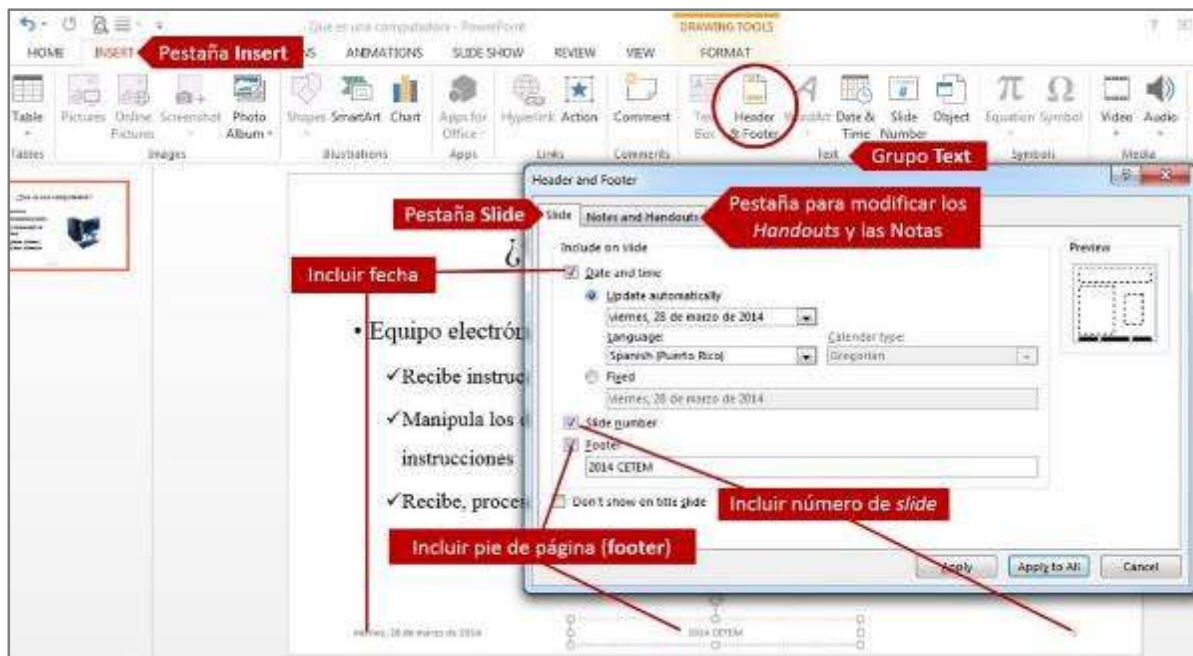 Que es una computadora - PowerPoint
DRAWING TOOLS
HOME
INSERT
Pestaña Insert
ANIMATIONS
SLIDE SHOW
REVIEW
VIEW
FORMAT
Table
Pictures
Online Pictures
Screenshot
Photo Album
Shapes
SmartArt
Chart
Apps for Office
Hyperlink
Action
Comment
Text Box
Header & Footer
WordArt
Date & Time
Slide Number
Object
Equation
Symbol
Video
Audio
Tables
Images
Illustrations
Apps
Links
Comments
Text
Grupo Text
Symbols
Media
Header and Footer
Pestaña Slide
Slide
Notes and Handouts
Pestaña para modificar los
Handouts y las Notas
Include on slide
Preview
¿
Incluir fecha
Date and time
Update automatically
viernes, 28 de marzo de 2014
Language:
Calendar type:
Spanish (Puerto Rico)
Gregorian
Fixed
viernes, 28 de marzo de 2014
• Equipo electrón
✓Recibe instruc
✓Manipula los
instrucciones
✓Recibe, proces
Slide number
Footer
2014 CETEM
Don't show on title slide
Incluir número de slide
Incluir pie de página (footer)
Apply
Apply to All
Cancel
viernes, 28 de marzo de 2014
2014 CETEM